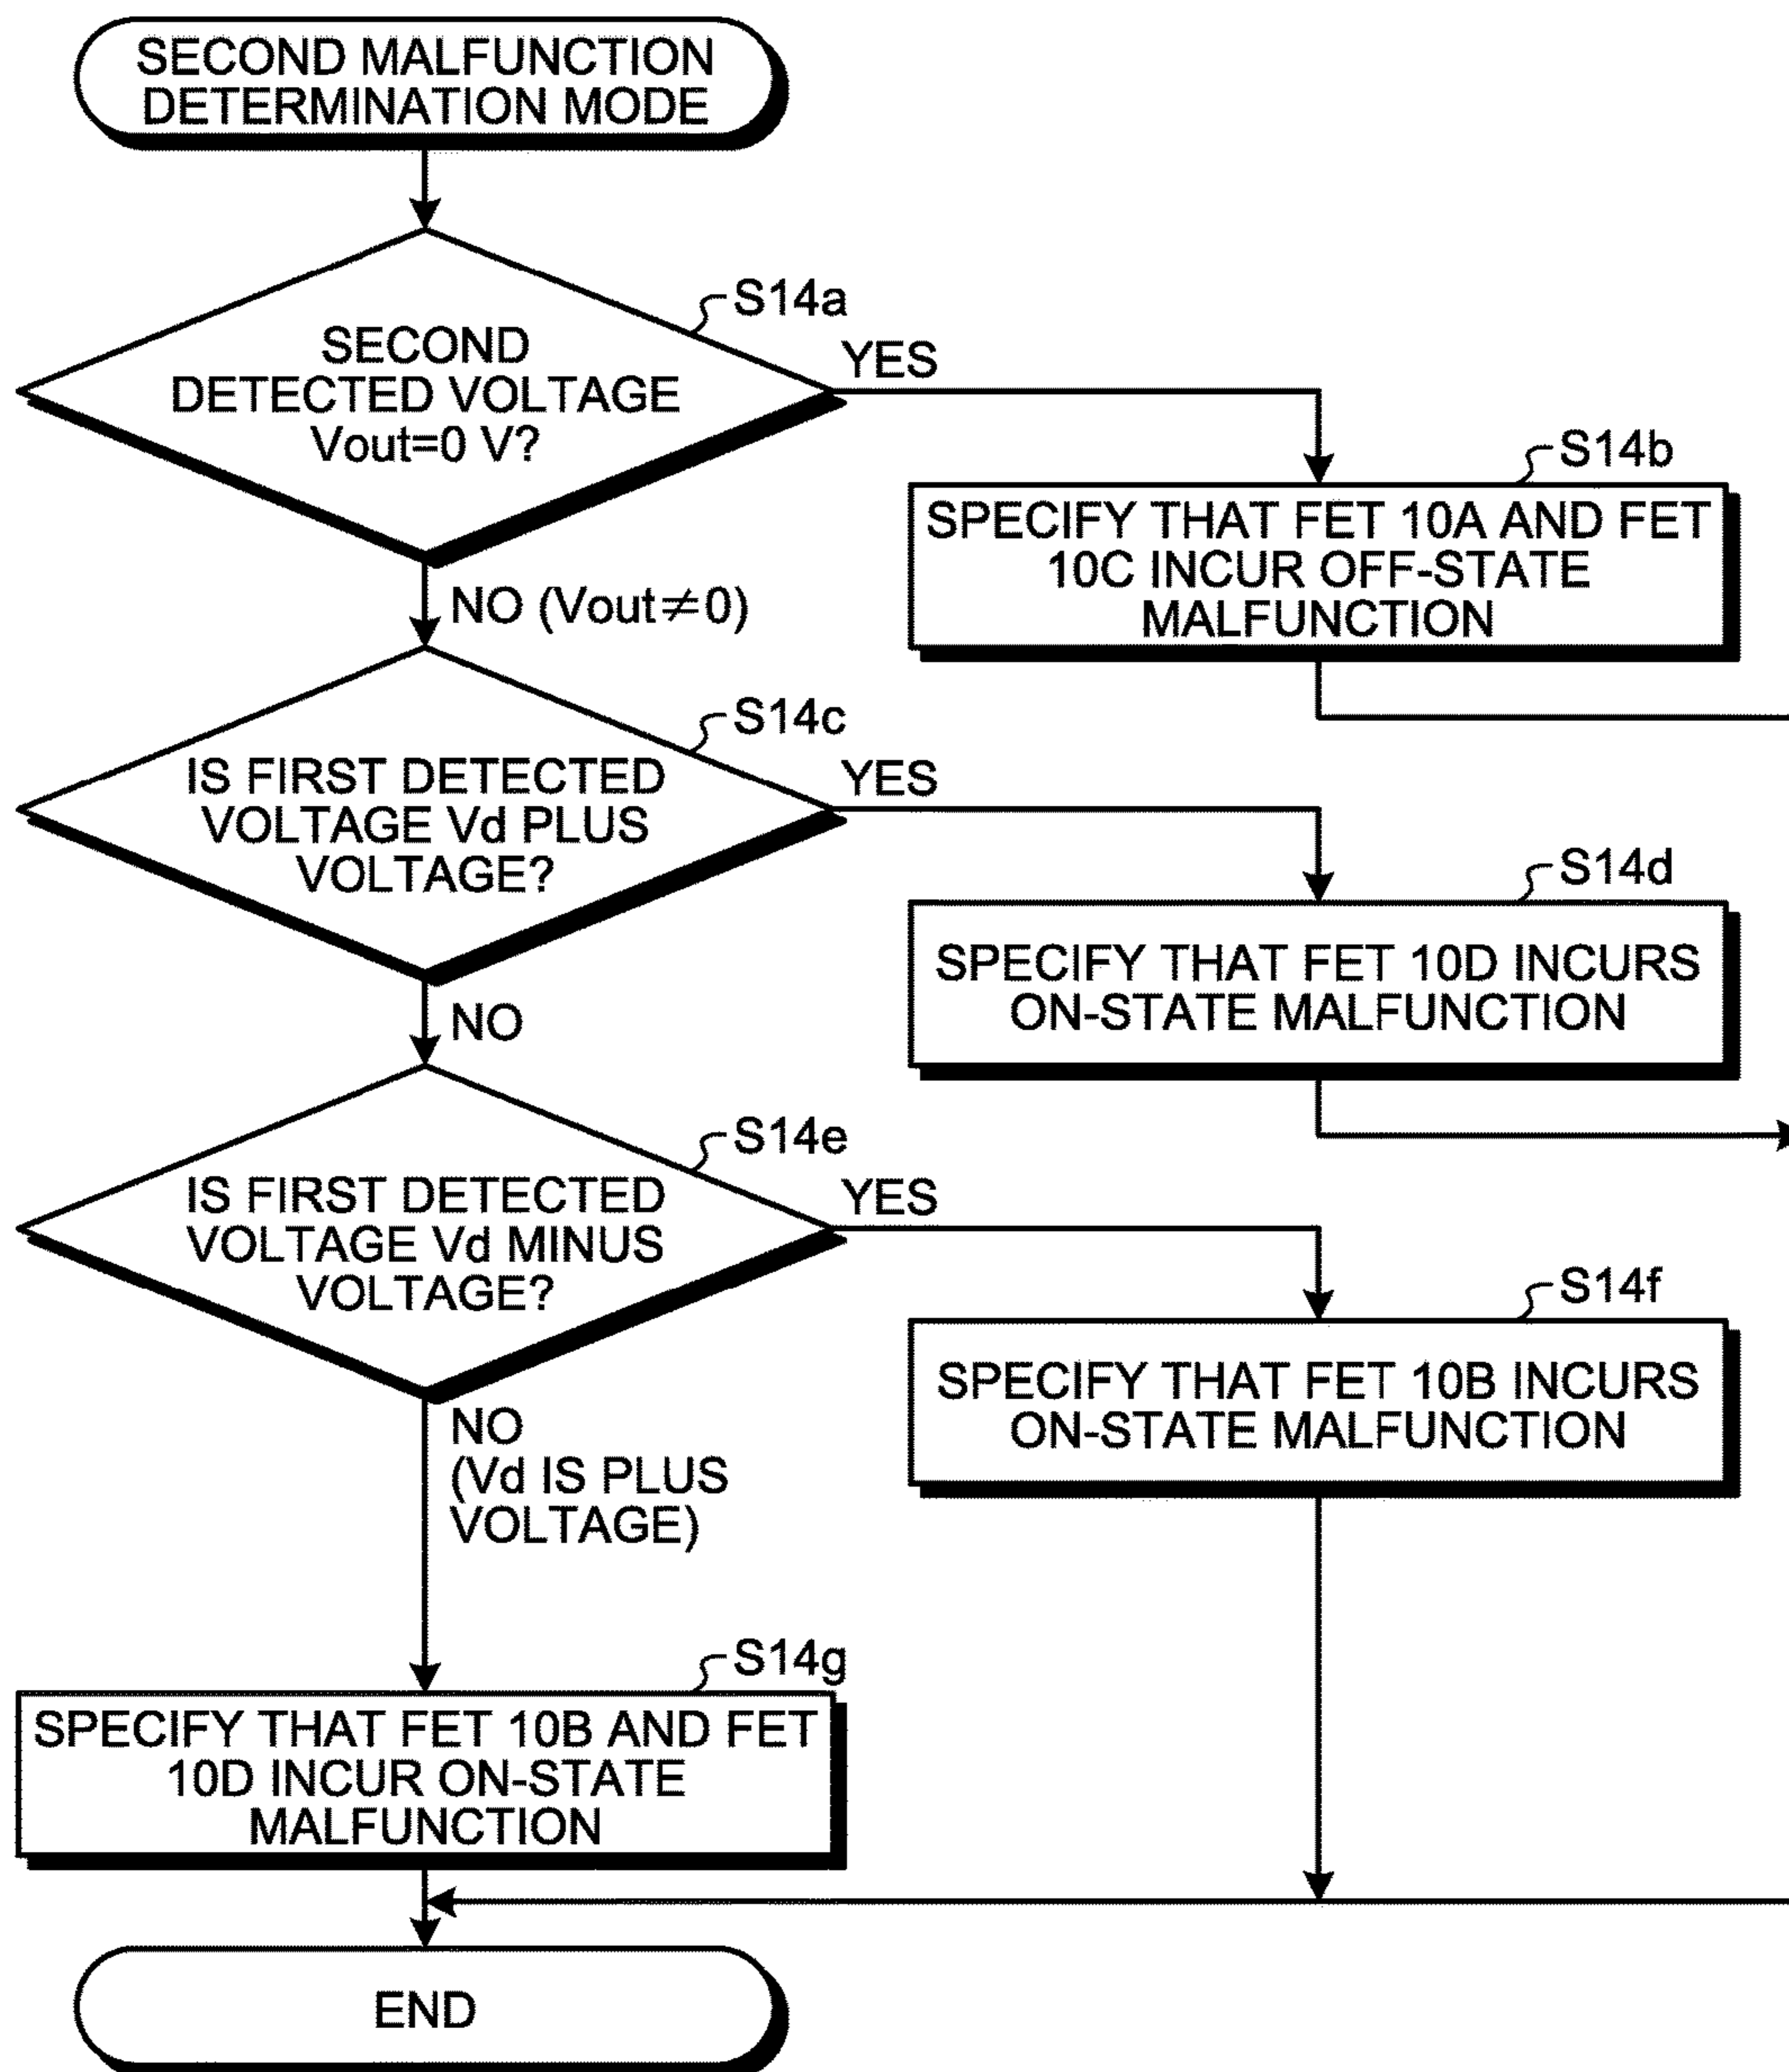 SECOND MALFUNCTION
DETERMINATION MODE
S14a
SECOND
DETECTED VOLTAGE
Vout=0 V?
YES
S14b
SPECIFY THAT FET 10A AND FET
10C INCUR OFF-STATE
MALFUNCTION
NO (Vout≠0)
S14c
IS FIRST DETECTED
VOLTAGE Vd PLUS
VOLTAGE?
YES
S14d
SPECIFY THAT FET 10D INCURS
ON-STATE MALFUNCTION
NO
S14e
IS FIRST DETECTED
VOLTAGE Vd MINUS
VOLTAGE?
YES
S14f
SPECIFY THAT FET 10B INCURS
ON-STATE MALFUNCTION
NO
(Vd IS PLUS
VOLTAGE)
S14g
SPECIFY THAT FET 10B AND FET
10D INCUR ON-STATE
MALFUNCTION
END